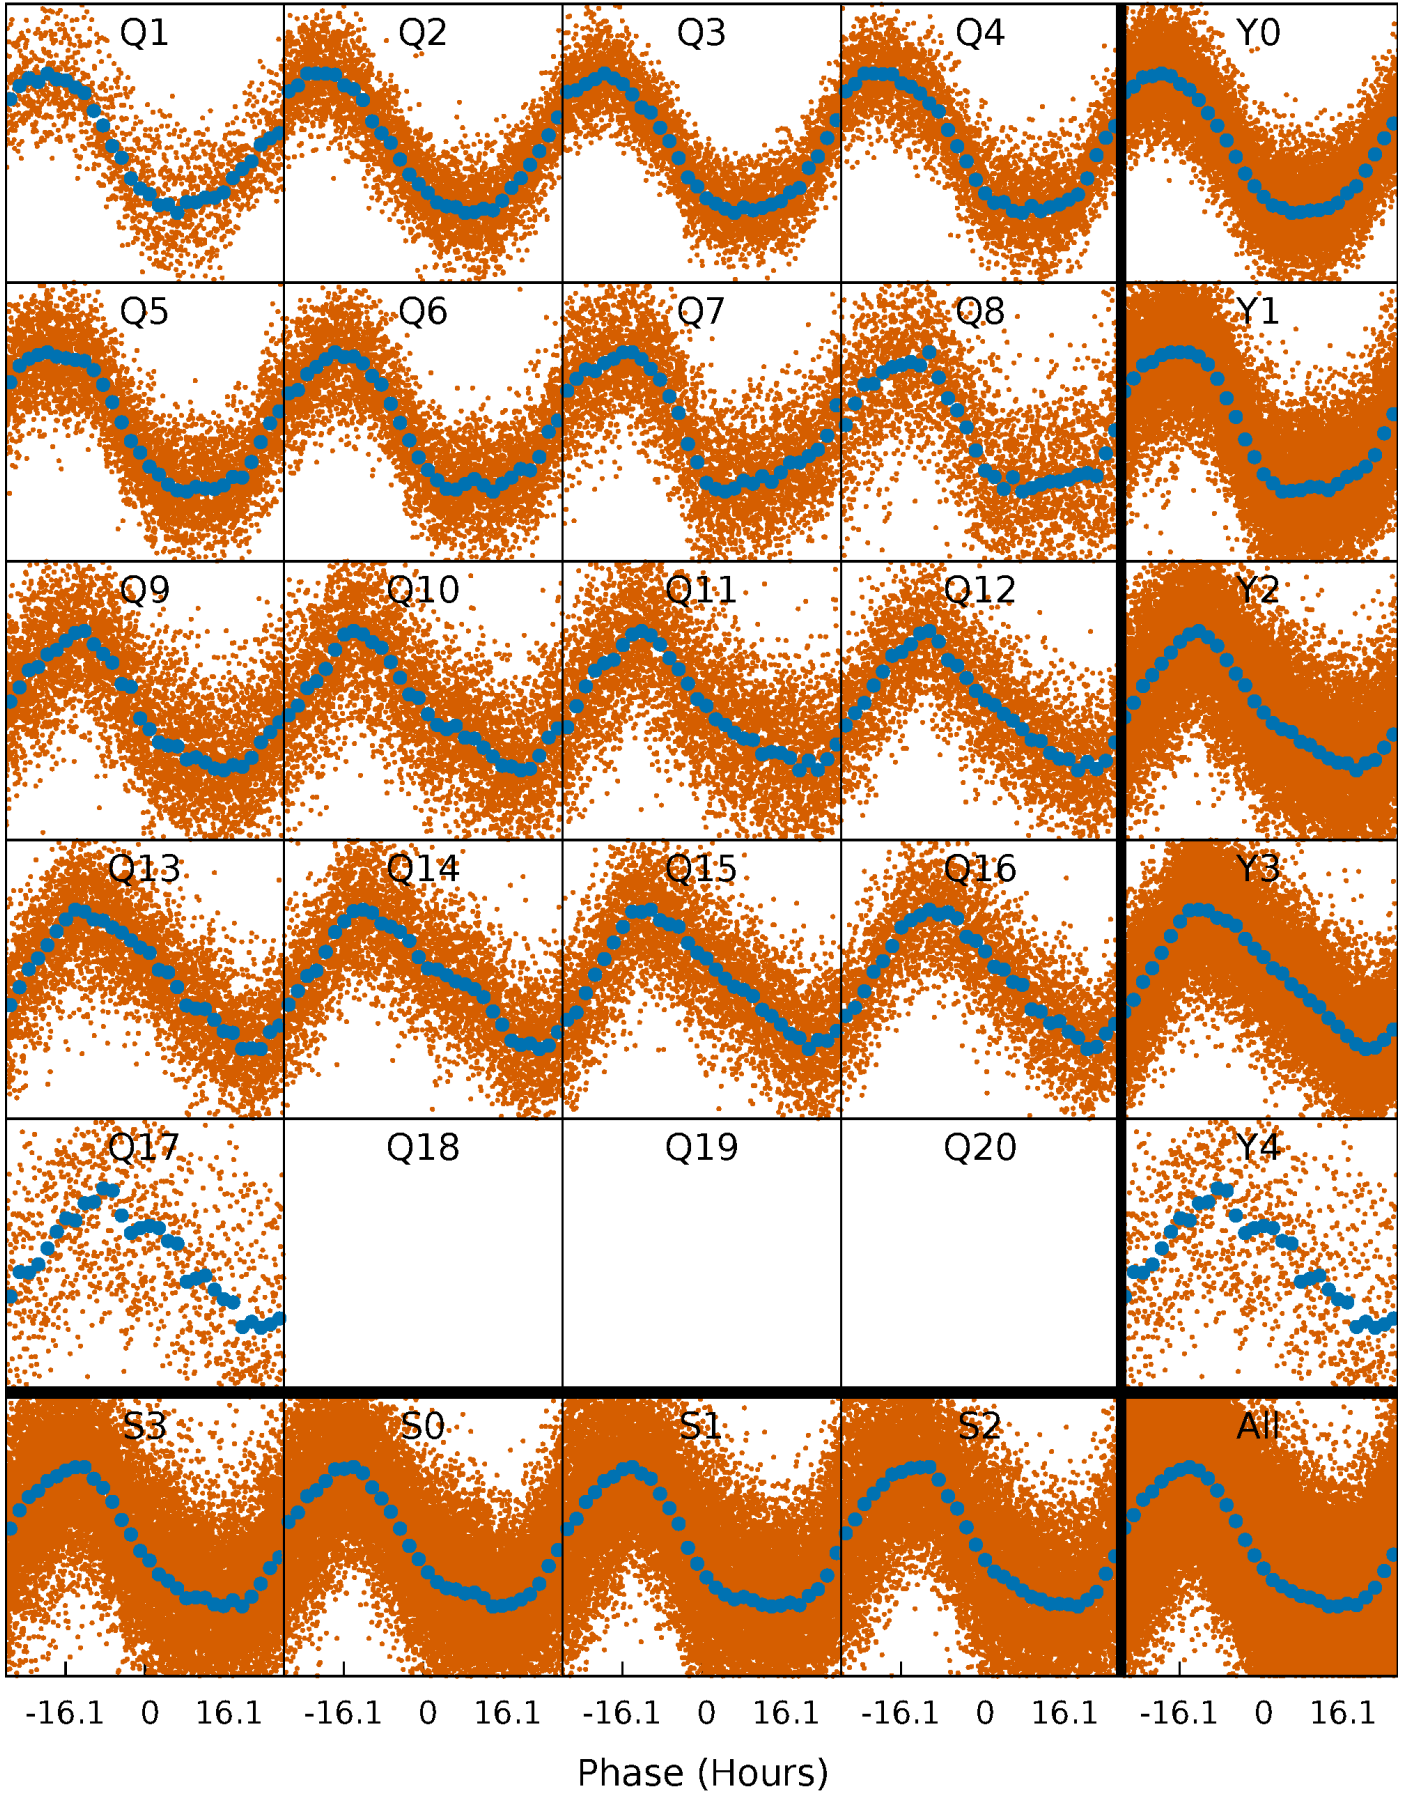 Q1 Q2 Q3 Q4 Y0
Q5 Q6 Q7 Q8 Y1
Q9 Q10 Q11 Q12 Y2
Q13 Q14 Q15 Q16 Y3
Q17 Q18 Q19 Q20 Y4
S3 S0 S1 S2 All
-16.1 0 16.1 -16.1 0 16.1 -16.1 0 16.1 -16.1 0 16.1 -16.1 0 16.1
Phase (Hours)